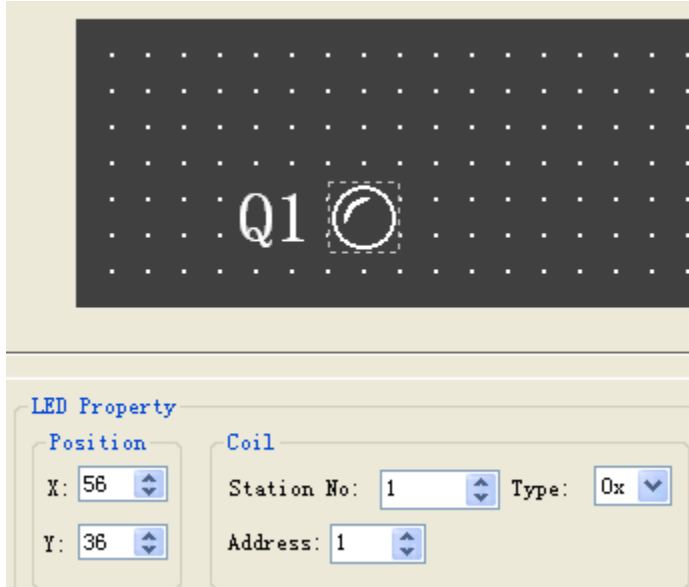 Q1
LED Property
Position
Coil
X: 56
Station No: 1 Type: 0x
Y: 36
Address: 1